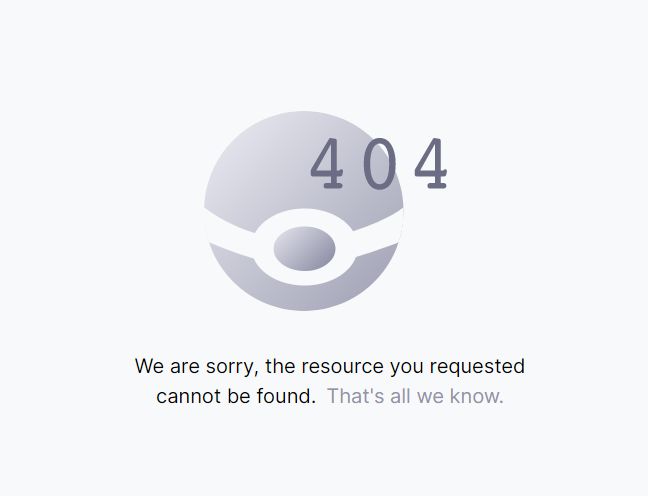 404
We are sorry, the resource you requested
cannot be found. That's all we know.